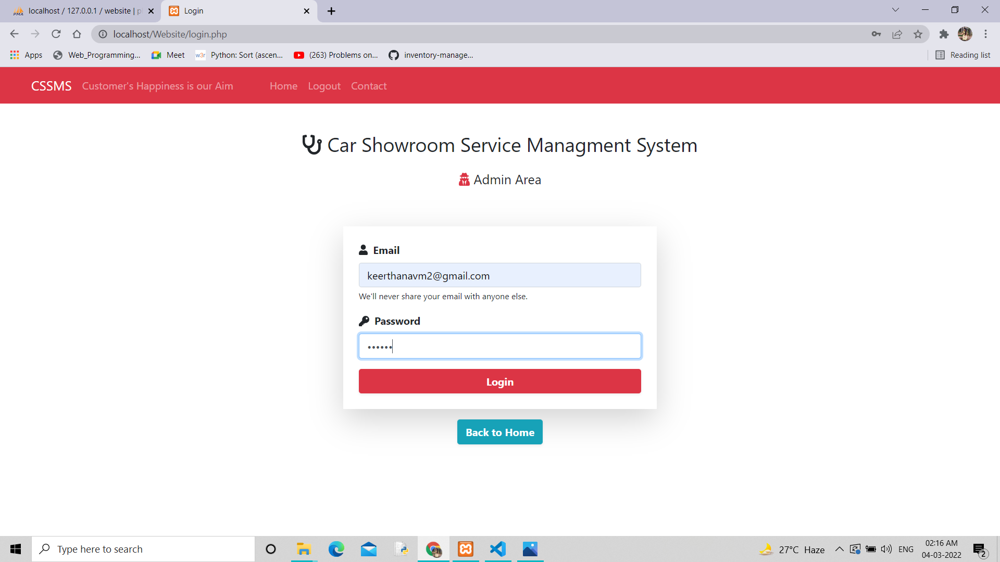 localhost / 127.0.0.1 / website | p
Login
localhost/Website/login.php
Apps
Web_Programming...
Meet
w3r
Python: Sort (ascen...
(263) Problems on...
inventory-manage...
Reading list
CSSMS
Customer's Happiness is our Aim
Home
Logout
Contact
Car Showroom Service Managment System
Admin Area
Email
keerthanavm2@gmail.com
We'll never share your email with anyone else.
Password
••••••
Login
Back to Home
Type here to search
27°C Haze
ENG
02:16 AM
04-03-2022
2